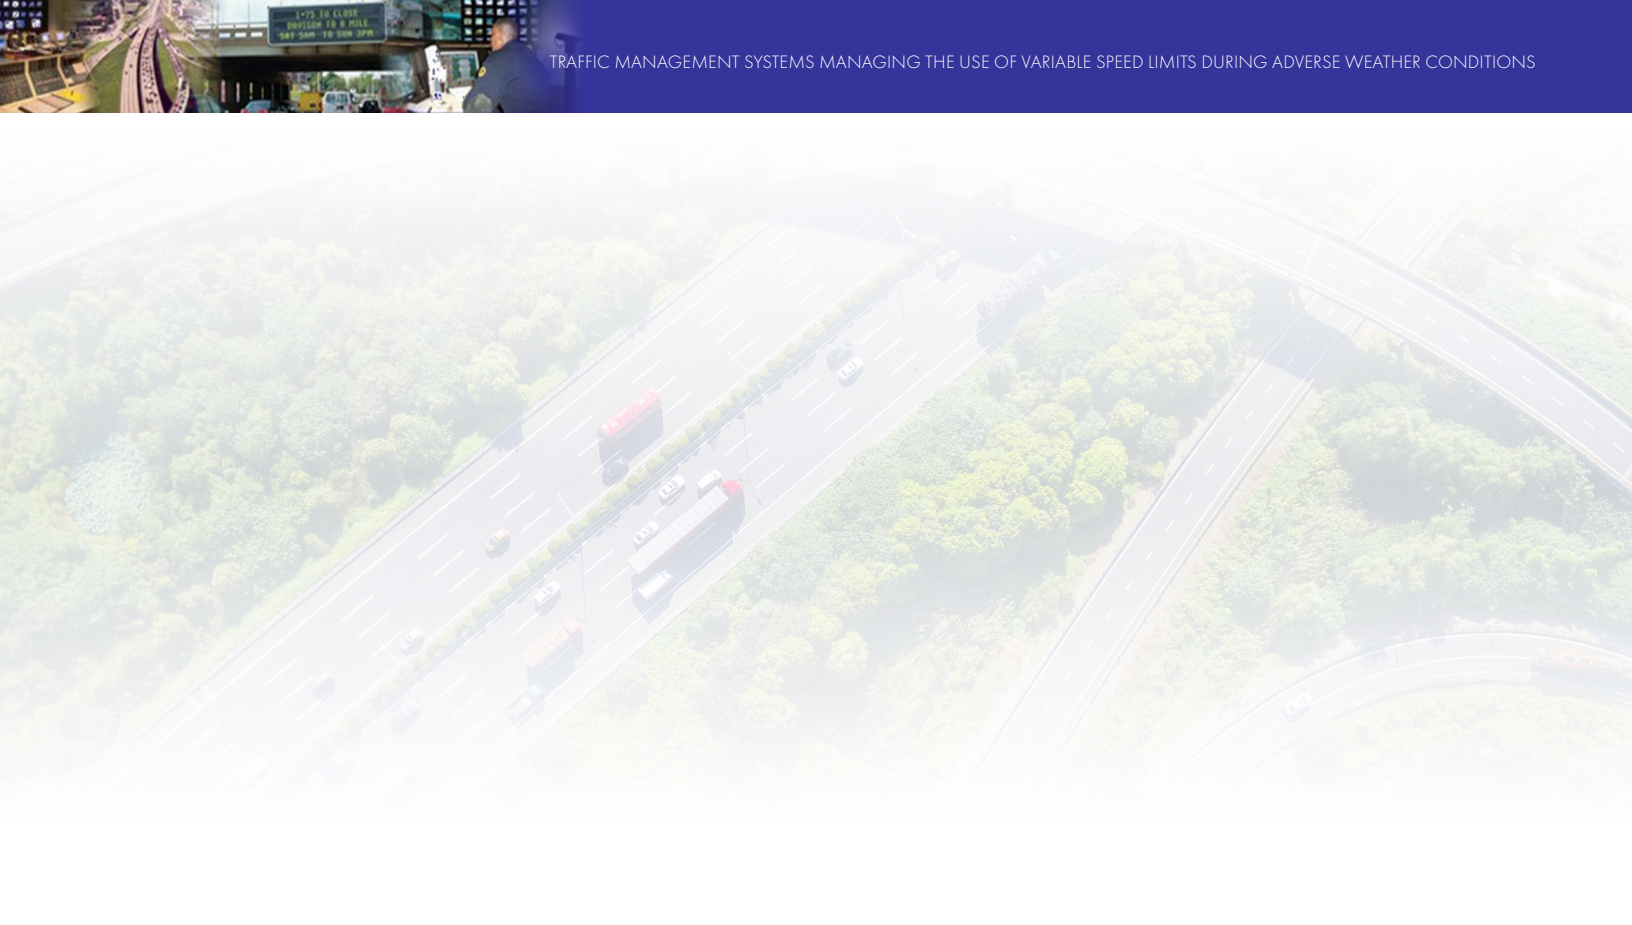 I-75 TO CLOSE
DAVISON TO 8 MILE
SAT 5AM TO SUN 3PM
TRAFFIC MANAGEMENT SYSTEMS MANAGING THE USE OF VARIABLE SPEED LIMITS DURING ADVERSE WEATHER CONDITIONS